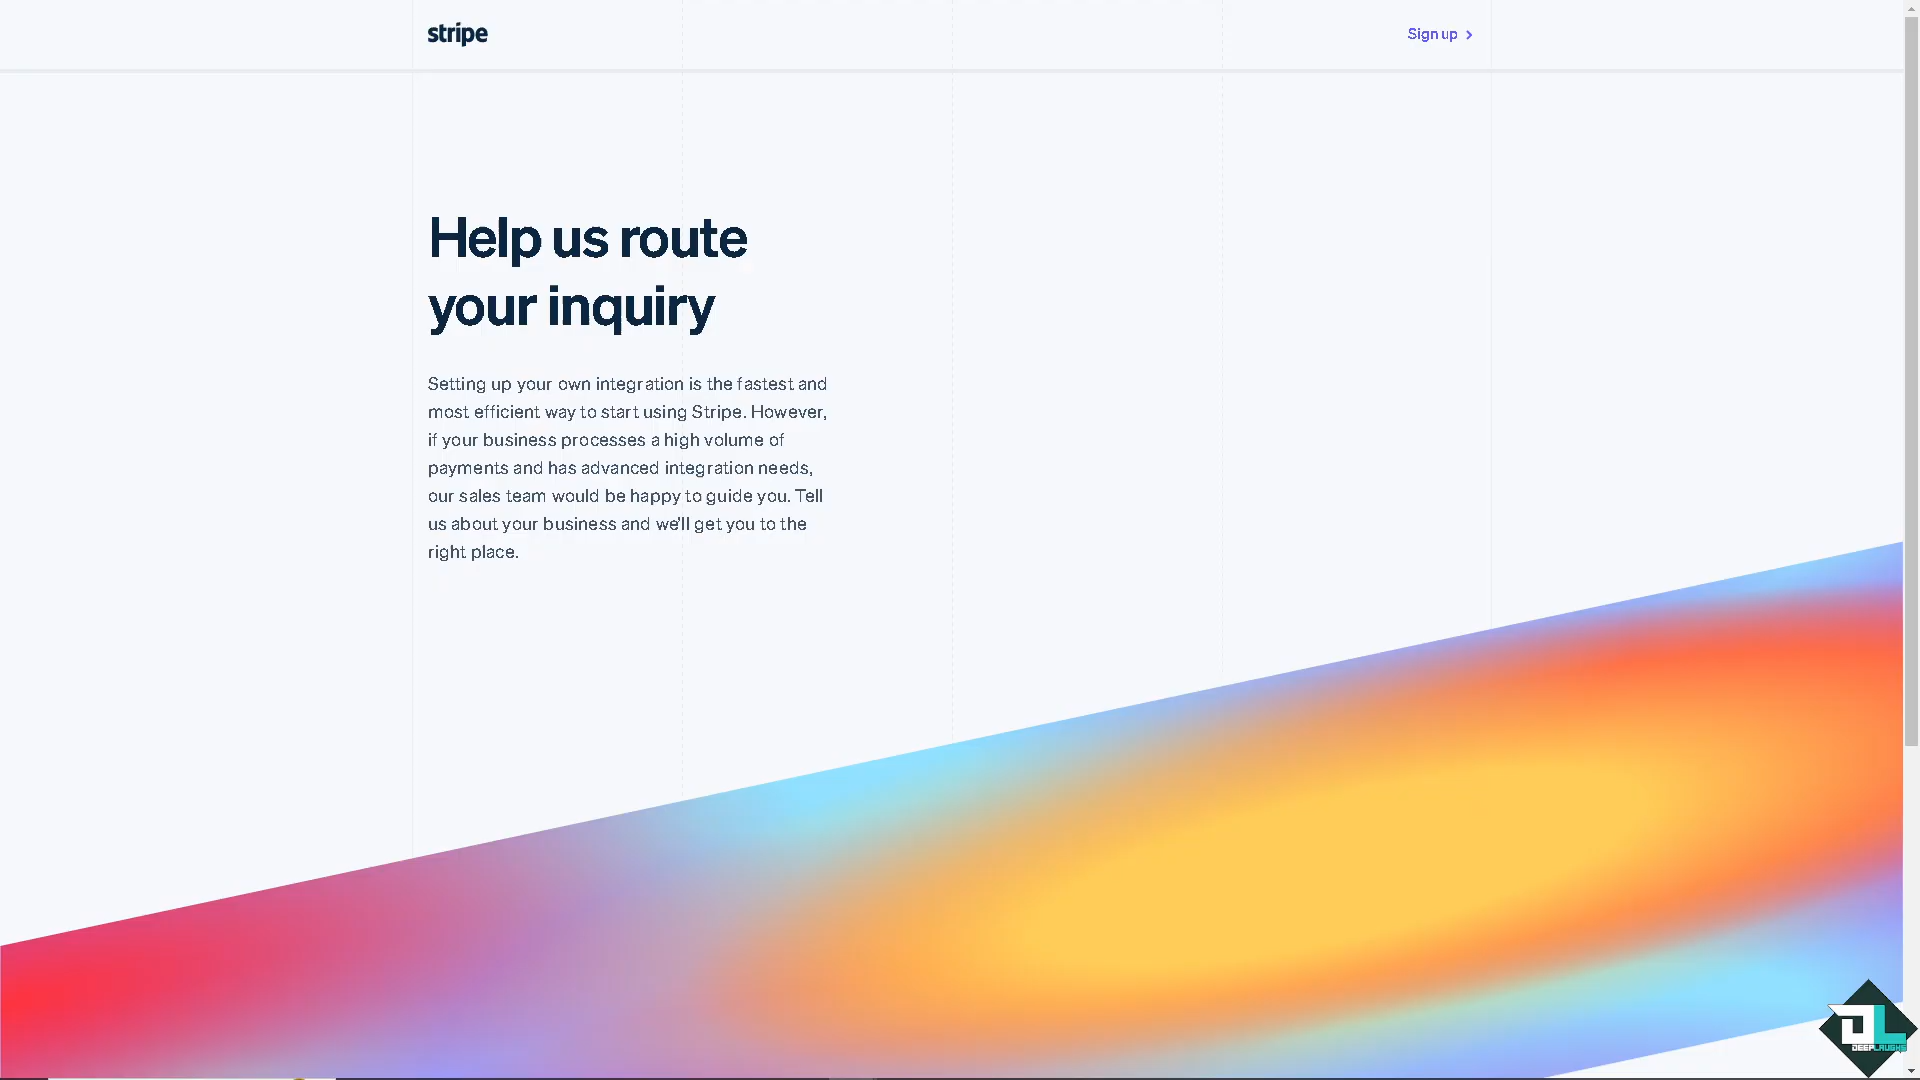 stripe
Sign up
Help us route
your inquiry
Setting up your own integration is the fastest and
most efficient way to start using Stripe. However,
if your business processes a high volume of
payments and has advanced integration needs,
our sales team would be happy to guide you. Tell
us about your business and we'll get you to the
right place.
DL
DEEPLAUGHS